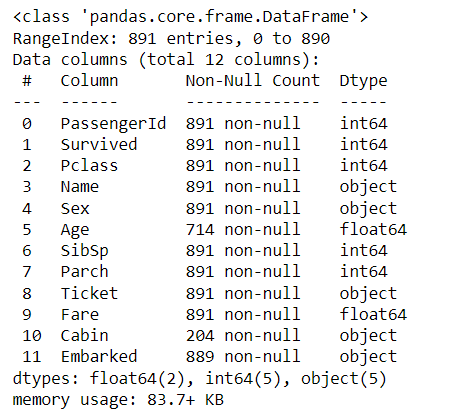 <class 'pandas.core.frame.DataFrame'>
RangeIndex: 891 entries, 0 to 890
Data columns (total 12 columns):
 #   Column       Non-Null Count  Dtype
---  ------       --------------  -----
 0   PassengerId  891 non-null    int64
 1   Survived     891 non-null    int64
 2   Pclass       891 non-null    int64
 3   Name         891 non-null    object
 4   Sex          891 non-null    object
 5   Age          714 non-null    float64
 6   SibSp        891 non-null    int64
 7   Parch        891 non-null    int64
 8   Ticket       891 non-null    object
 9   Fare         891 non-null    float64
 10  Cabin        204 non-null    object
 11  Embarked     889 non-null    object
dtypes: float64(2), int64(5), object(5)
memory usage: 83.7+ KB